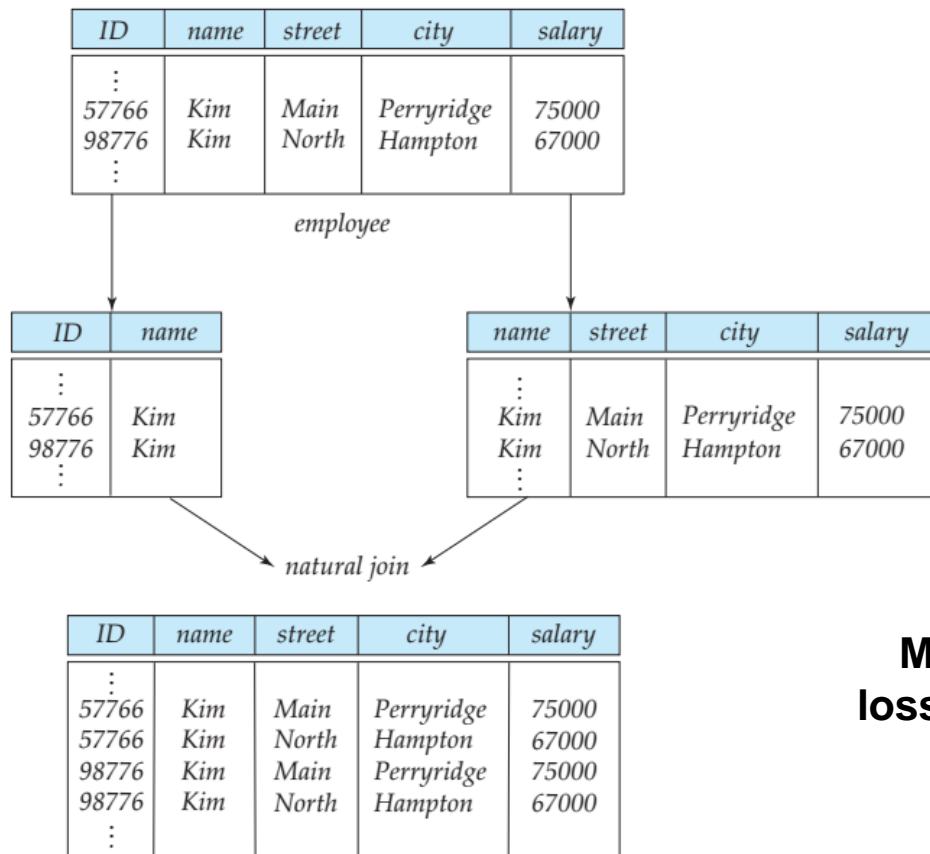 ID name street city salary
⋮
57766 Kim Main Perryridge 75000
98776 Kim North Hampton 67000
⋮
employee
ID name
⋮
57766 Kim
98776 Kim
⋮
name street city salary
⋮
Kim Main Perryridge 75000
Kim North Hampton 67000
⋮
natural join
ID name street city salary
⋮
57766 Kim Main Perryridge 75000
57766 Kim North Hampton 67000
98776 Kim Main Perryridge 75000
98776 Kim North Hampton 67000
⋮
M
loss